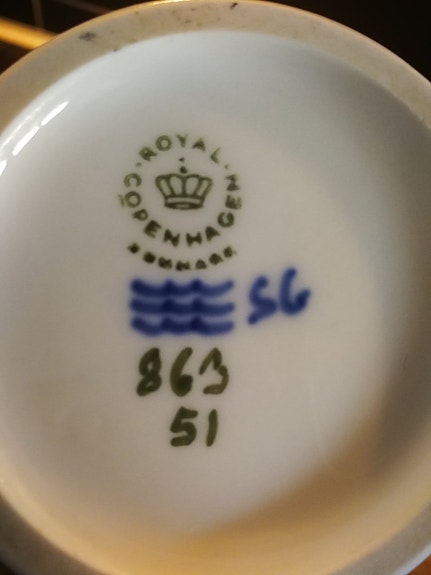 ROYAL
COPENHAGEN
DENMARK
SG
863
51